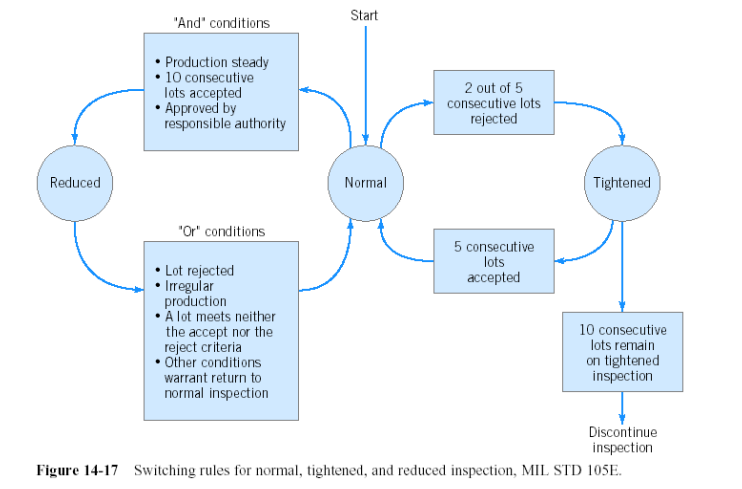 Start
"And" conditions
• Production steady
• 10 consecutive
lots accepted
• Approved by
responsible authority
2 out of 5
consecutive lots
rejected
Reduced
Normal
Tightened
"Or" conditions
• Lot rejected
• Irregular
production
• A lot meets neither
the accept nor the
reject criteria
• Other conditions
warrant return to
normal inspection
5 consecutive
lots
accepted
10 consecutive
lots remain
on tightened
inspection
Discontinue
inspection
Figure 14-17 Switching rules for normal, tightened, and reduced inspection, MIL STD 105E.